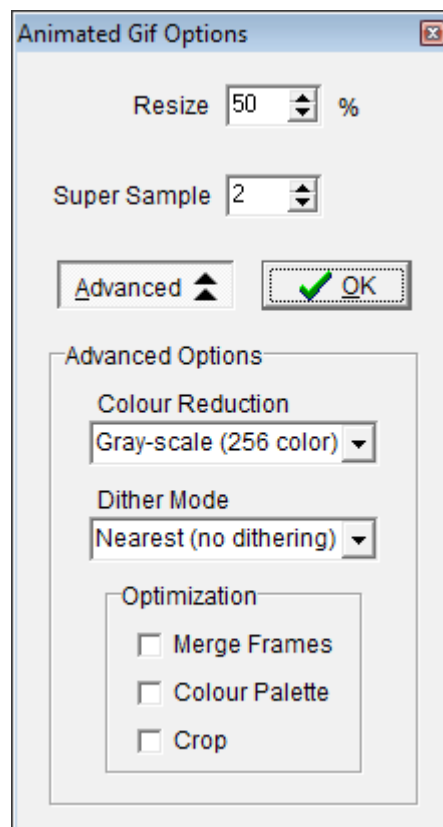 Animated Gif Options
Resize 50 %
Super Sample 2
Advanced OK
Advanced Options
Colour Reduction
Gray-scale (256 color)
Dither Mode
Nearest (no dithering)
Optimization
Merge Frames
Colour Palette
Crop